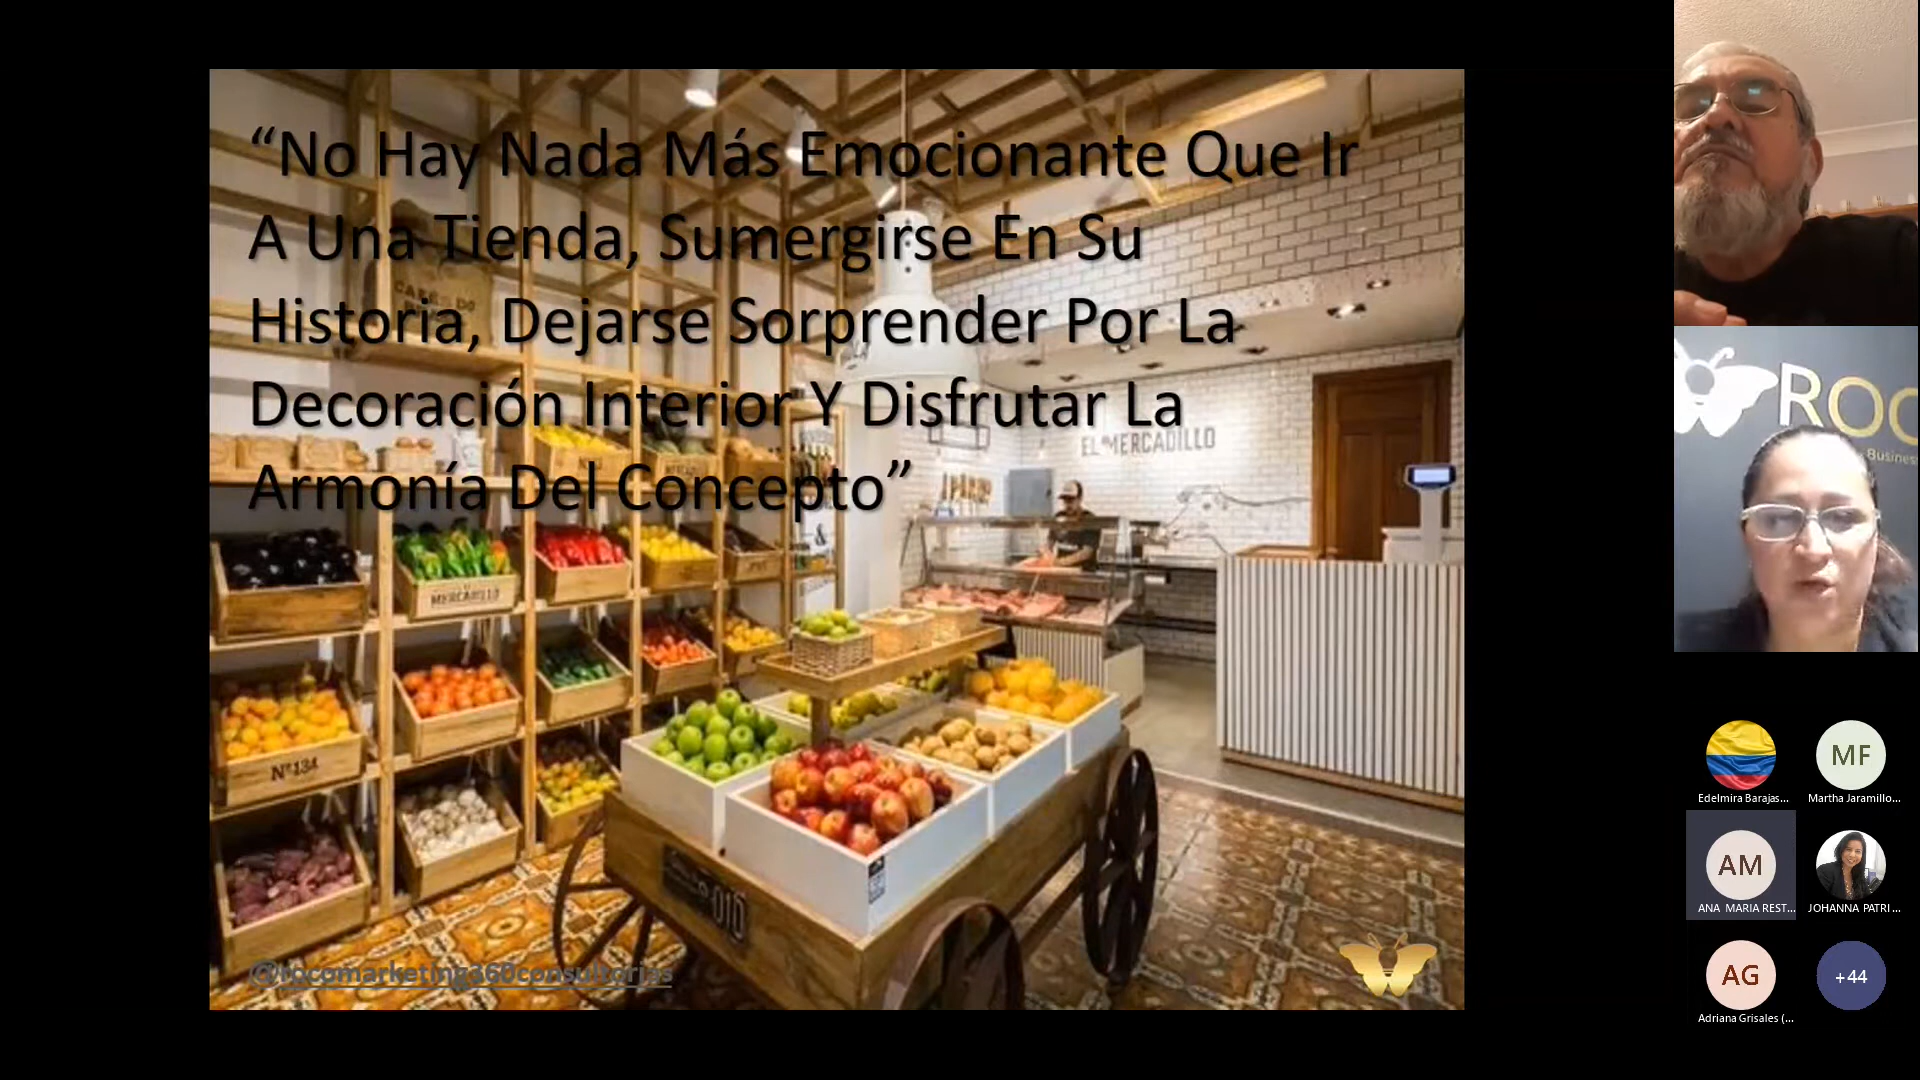 “No Hay Nada Más Emocionante Que Ir
A Una Tienda, Sumergirse En Su
Historia, Dejarse Sorprender Por La
Decoración Interior Y Disfrutar La
Armonía Del Concepto”
EL MERCADILLO
MERCADILLO
Nº134
010
@rocomarketing360consultorias
ROC
Business
Edelmira Barajas...
MF
Martha Jaramillo...
AM
ANA MARIA REST...
JOHANNA PATRI...
AG
Adriana Grisales (...
+44